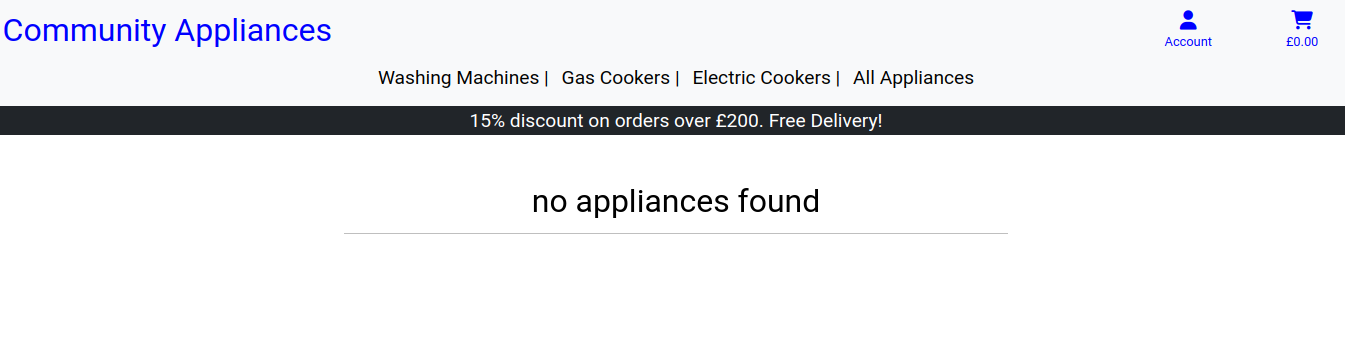 Community Appliances
Account
£0.00
Washing Machines | Gas Cookers | Electric Cookers | All Appliances
15% discount on orders over £200. Free Delivery!
no appliances found